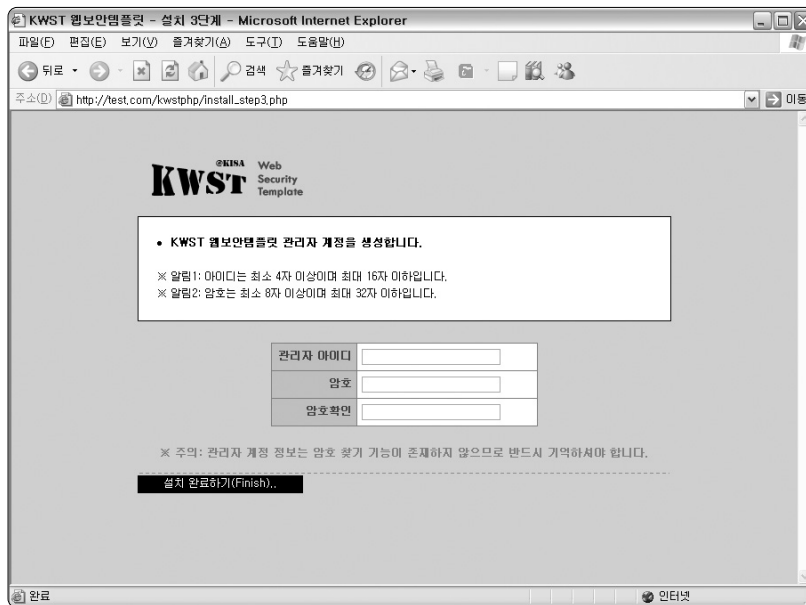 KWST 웹보안템플릿 - 설치 3단계 - Microsoft Internet Explorer
파일(F) 편집(E) 보기(V) 즐겨찾기(A) 도구(T) 도움말(H)
뒤로 검색 즐겨찾기
주소(D) http://test.com/kwstphp/install_step3.php 이동
@KISA
KWST Web Security Template
• KWST 웹보안템플릿 관리자 계정을 생성합니다.
※ 알림1: 아이디는 최소 4자 이상이며 최대 16자 이하입니다.
※ 알림2: 암호는 최소 8자 이상이며 최대 32자 이하입니다.
관리자 아이디
암호
암호확인
※ 주의: 관리자 계정 정보는 암호 찾기 기능이 존재하지 않으므로 반드시 기억하셔야 합니다.
설치 완료하기(Finish)..
완료 인터넷